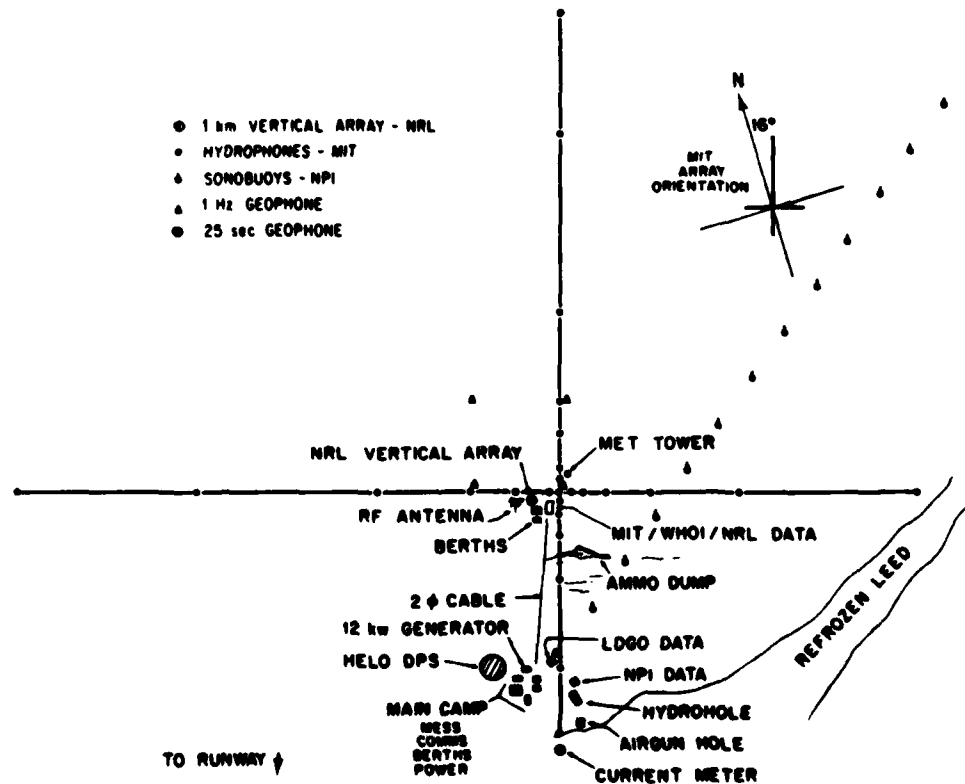 1 km VERTICAL ARRAY - NRL
HYDROPHONES - MIT
SONOBUOYS - NPI
1 Hz GEOPHONE
25 sec GEOPHONE
N
16°
MIT
ARRAY
ORIENTATION
NRL VERTICAL ARRAY
MET TOWER
RF ANTENNA
BERTHS
MIT/WHOI/NRL DATA
AMMO DUMP
2 ϕ CABLE
12 kw GENERATOR
LDGO DATA
HELO DPS
NPI DATA
REFROZEN LEED
MAIN CAMP
MESS
COMMS
BERTHS
POWER
HYDROHOLE
AIRGUN HOLE
TO RUNWAY
CURRENT METER